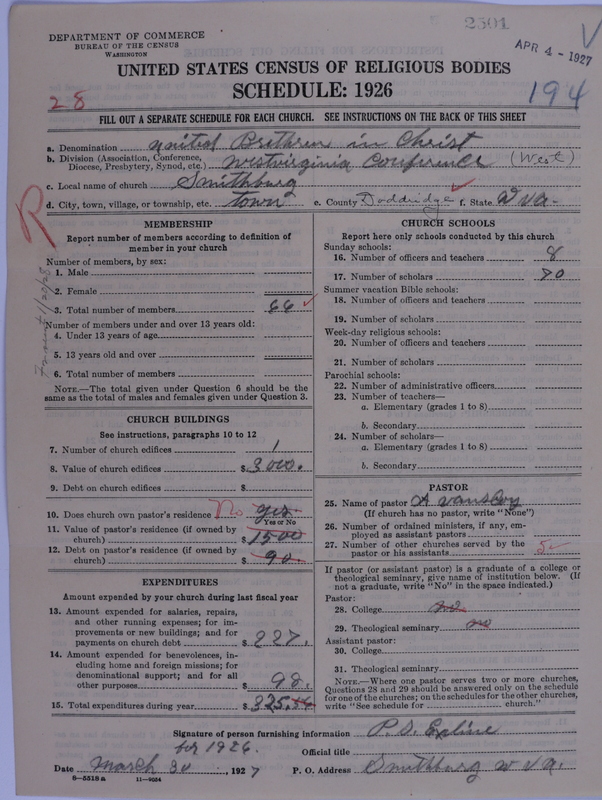 2301
DEPARTMENT OF COMMERCE
BUREAU OF THE CENSUS
WASHINGTON
APR 4 - 1927
UNITED STATES CENSUS OF RELIGIOUS BODIES
SCHEDULE: 1926
28
194
FILL OUT A SEPARATE SCHEDULE FOR EACH CHURCH. SEE INSTRUCTIONS ON THE BACK OF THIS SHEET
a. Denomination United Brethren in Christ
b. Division (Association, Conference, Diocese, Presbytery, Synod, etc.) West virginia Conference (West)
c. Local name of church Smithburg
d. City, town, village, or township, etc. town e. County Doddridge f. State W va.
R
MEMBERSHIP
Report number of members according to definition of
member in your church
Number of members, by sex:
1. Male
2. Female
3. Total number of members 66
Number of members under and over 13 years old:
4. Under 13 years of age
5. 13 years old and over
6. Total number of members
NOTE.—The total given under Question 6 should be the
same as the total of males and females given under Question 3.
CHURCH BUILDINGS
See instructions, paragraphs 10 to 12
7. Number of church edifices 1
8. Value of church edifices $ 3000.
9. Debt on church edifices $
10. Does church own pastor's residence No yes
Yes or No
11. Value of pastor's residence (if owned by
church) $ 1500
12. Debt on pastor's residence (if owned by
church) $ 90
EXPENDITURES
Amount expended by your church during last fiscal year
13. Amount expended for salaries, repairs,
and other running expenses; for im-
provements or new buildings; and for
payments on church debt $ 227.
14. Amount expended for benevolences, in-
cluding home and foreign missions; for
denominational support; and for all
other purposes $ 98.
15. Total expenditures during year $ 325.
CHURCH SCHOOLS
Report here only schools conducted by this church
Sunday schools:
16. Number of officers and teachers 8
17. Number of scholars 70
Summer vacation Bible schools:
18. Number of officers and teachers
19. Number of scholars
Week-day religious schools:
20. Number of officers and teachers
21. Number of scholars
Parochial schools:
22. Number of administrative officers
23. Number of teachers—
a. Elementary (grades 1 to 8)
b. Secondary
24. Number of scholars—
a. Elementary (grades 1 to 8)
b. Secondary
PASTOR
25. Name of pastor A
(If church has no pastor, write "None")
26. Number of ordained ministers, if any, em-
ployed as assistant pastors
27. Number of other churches served by the
pastor or his assistants 5
If pastor (or assistant pastor) is a graduate of a college or
theological seminary, give name of institution below. (If
not a graduate, write "No" in the space indicated.)
Pastor:
28. College no
29. Theological seminary no
Assistant pastor:
30. College
31. Theological seminary
NOTE.—Where one pastor serves two or more churches,
Questions 28 and 29 should be answered only on the schedule
for one of the churches; on the schedules for the other churches,
write "See schedule for church."
Signature of person furnishing information P. S. Exline
for 1926.
Official title
Date March 30, 1927 P. O. Address Smithburg w va.
8—5518 a 11—9034